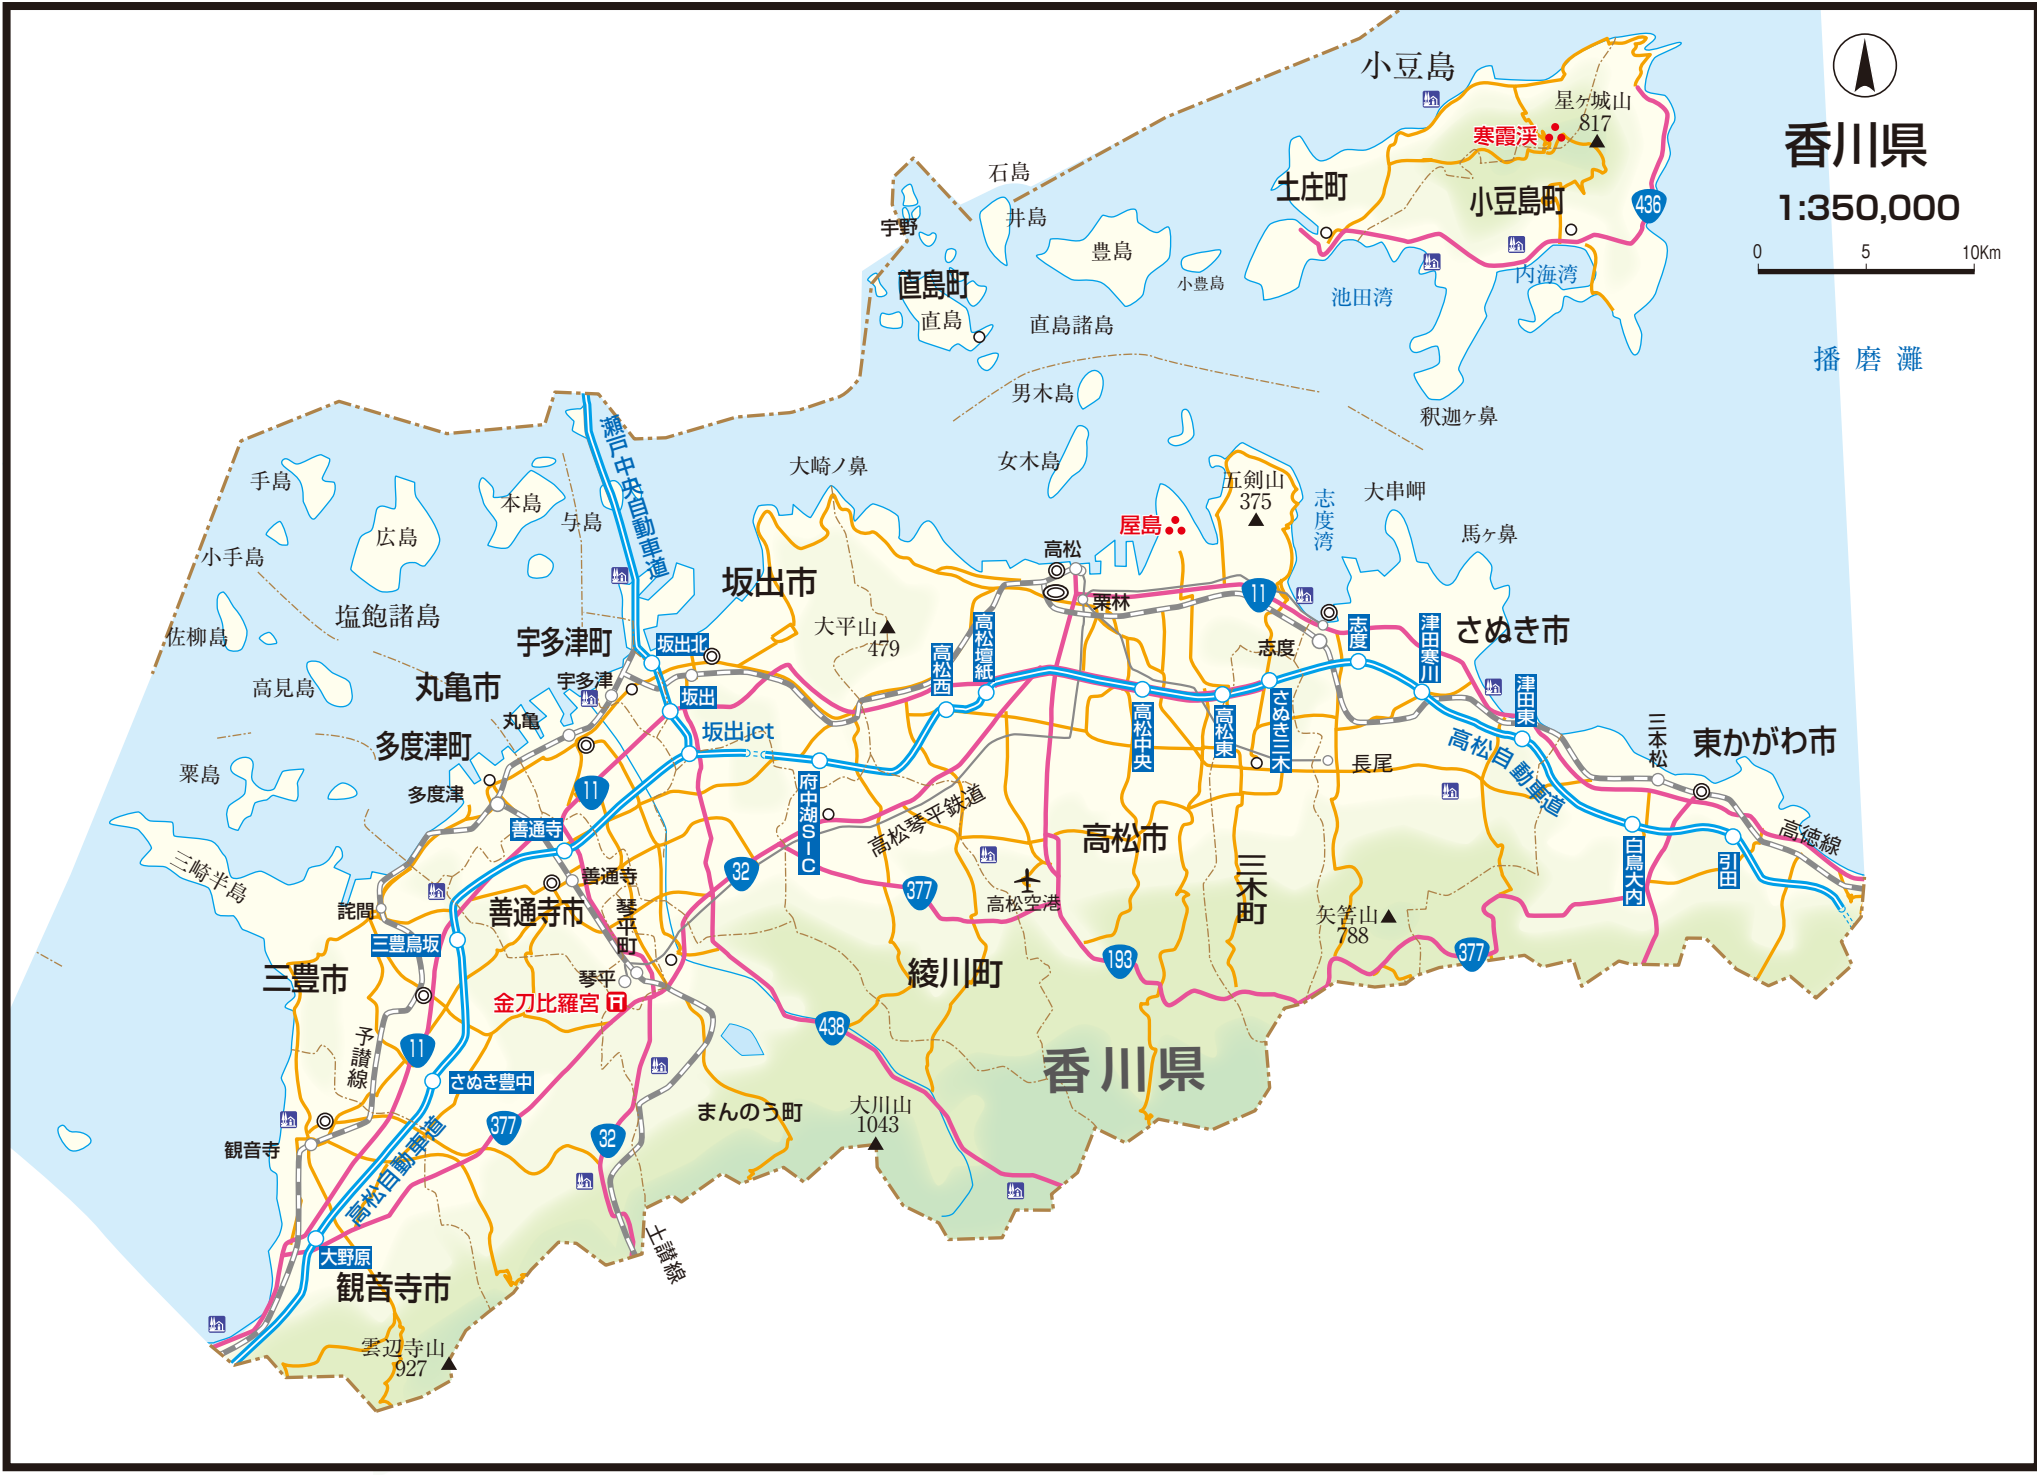 香川県
1:350,000
0 5 10Km
小豆島
星ヶ城山
817
寒霞渓
土庄町
小豆島町
436
内海湾
池田湾
播磨灘
釈迦ヶ鼻
石島
井島
宇野
豊島
小豊島
直島町
直島
直島諸島
男木島
女木島
大崎ノ鼻
瀬戸中央自動車道
手島
本島
与島
広島
小手島
塩飽諸島
佐柳島
高見島
粟島
三崎半島
五剣山
375
屋島
志度湾
大串岬
馬ヶ鼻
高松
栗林
11
志度
志度
津田寒川
さぬき市
津田東
三本松
東かがわ市
坂出市
大平山
479
宇多津町
宇多津
坂出北
坂出
坂出jct
丸亀市
丸亀
多度津町
多度津
11
高松西
高松壇紙
高松中央
高松東
さぬき三木
長尾
高松自動車道
高徳線
白鳥大内
引田
府中湖SIC
高松琴平鉄道
高松市
三木町
善通寺
善通寺
善通寺市
琴平町
琴平
金刀比羅宮
32
377
高松空港
193
矢筈山
788
377
詫間
三豊鳥坂
三豊市
綾川町
438
香川県
予讃線
11
さぬき豊中
377
32
まんのう町
大川山
1043
観音寺
高松自動車道
土讃線
大野原
観音寺市
雲辺寺山
927